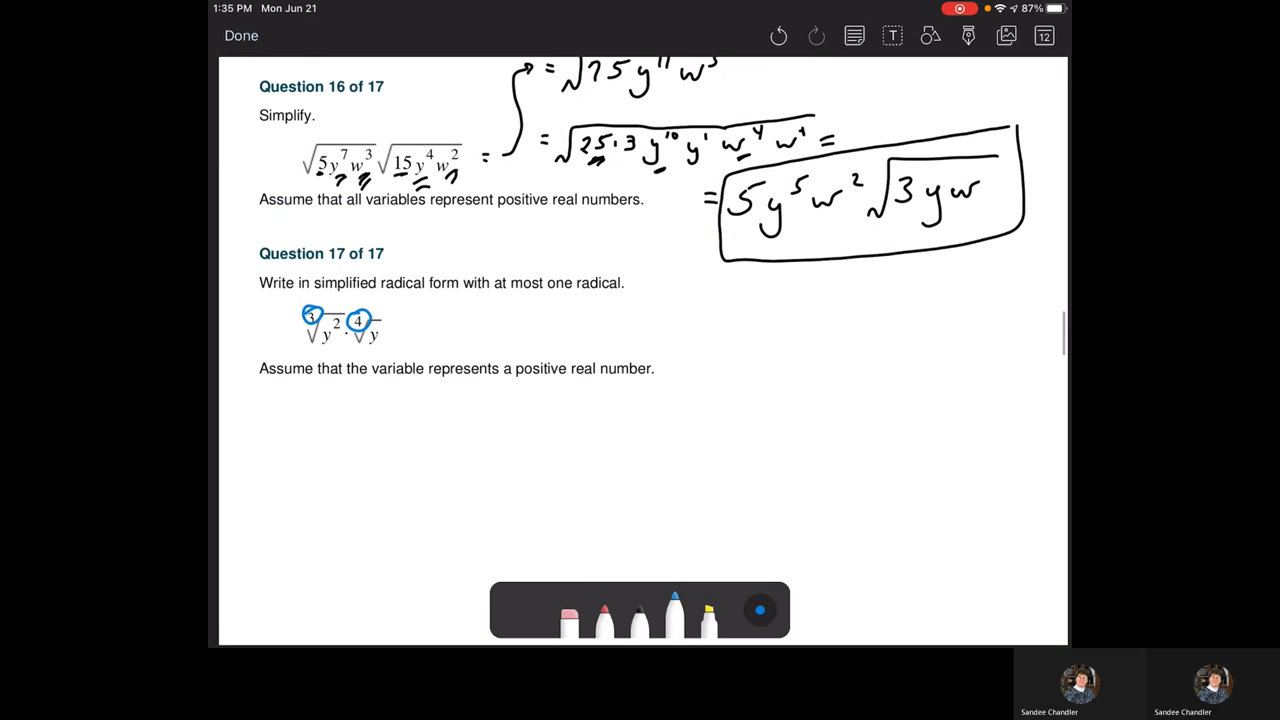 1:35 PM Mon Jun 21 87%
Done 12
= √75y¹¹w⁵
Question 16 of 17
Simplify.
= √25·3 y¹⁰ y¹ w⁴ w¹ =
√5y⁷w³ √15y⁴w² =
= 5y⁵w²√3yw
Assume that all variables represent positive real numbers.
Question 17 of 17
Write in simplified radical form with at most one radical.
∛y² · ∜y
Assume that the variable represents a positive real number.
Sandee Chandler Sandee Chandler